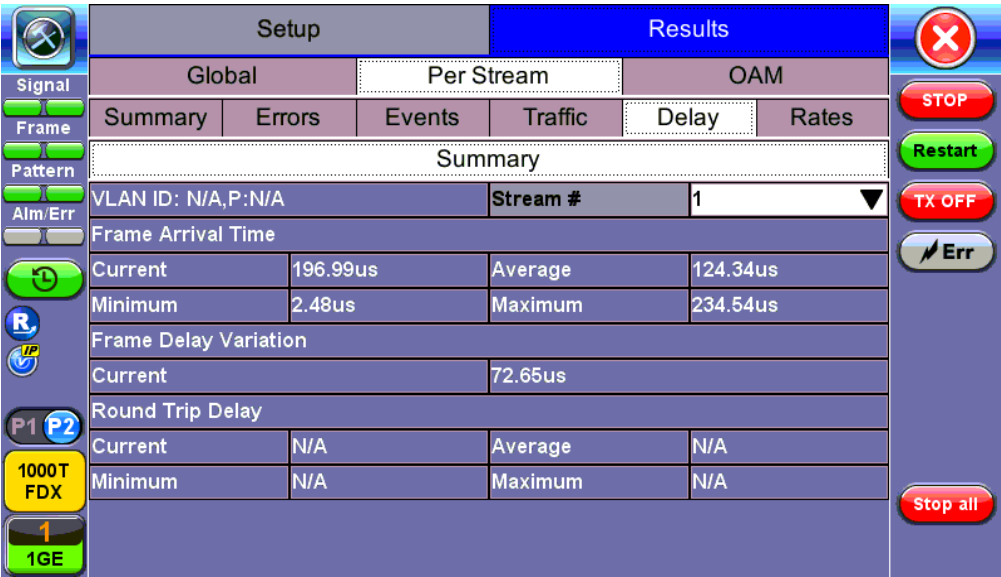 Setup Results
Global Per Stream OAM
Summary Errors Events Traffic Delay Rates
Summary
VLAN ID: N/A,P:N/A Stream # 1
Frame Arrival Time
Current 196.99us Average 124.34us
Minimum 2.48us Maximum 234.54us
Frame Delay Variation
Current 72.65us
Round Trip Delay
Current N/A Average N/A
Minimum N/A Maximum N/A
Signal
Frame
Pattern
Alm/Err
R
IP
V
P1 P2
1000T
FDX
1
1GE
STOP
Restart
TX OFF
Err
Stop all